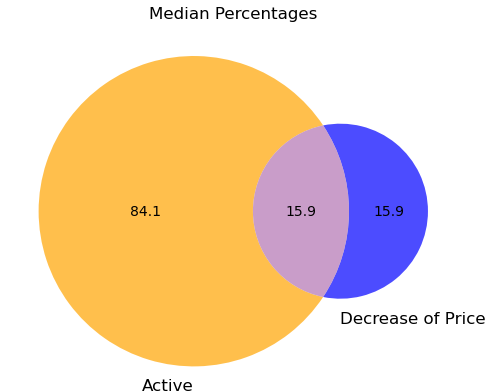 Median Percentages
84.1
15.9
15.9
Decrease of Price
Active